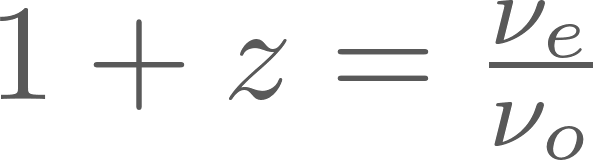 1 + z = νₑ/νₒ